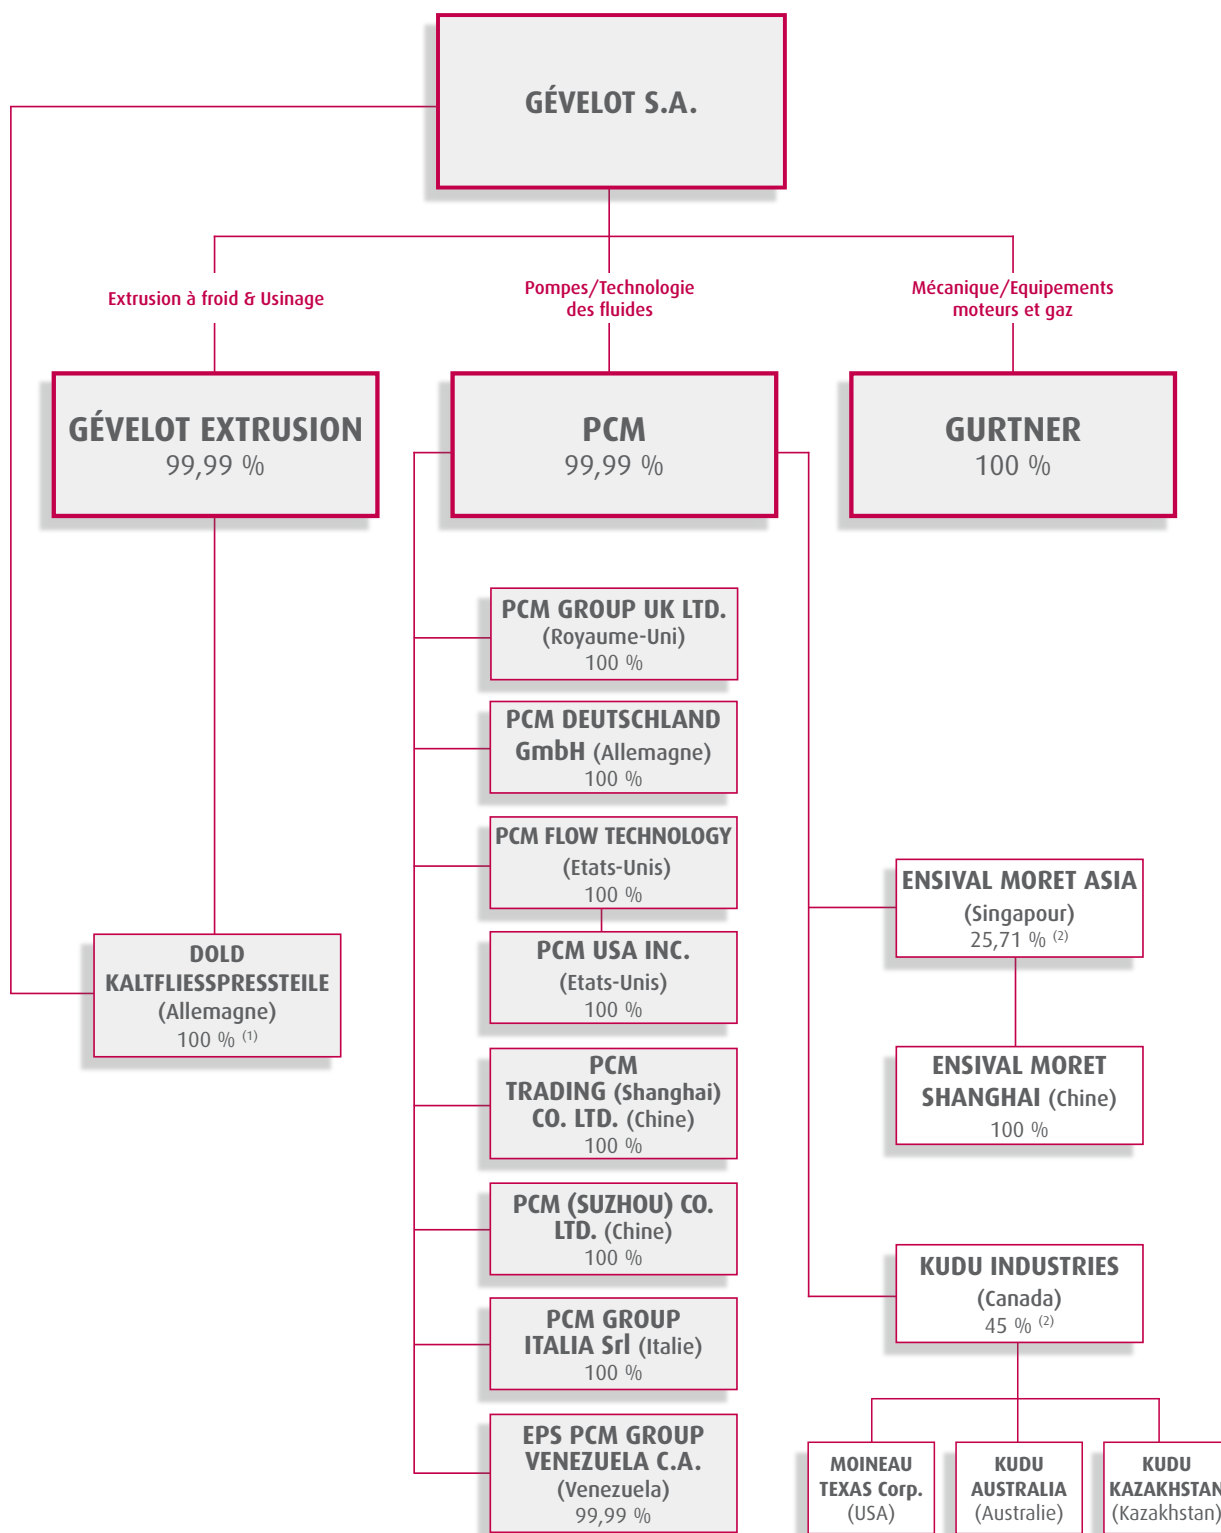 GÉVELOT S.A.
Extrusion à froid & Usinage
Pompes/Technologie
des fluides
Mécanique/Equipements
moteurs et gaz
GÉVELOT EXTRUSION
99,99 %
PCM
99,99 %
GURTNER
100 %
PCM GROUP UK LTD.
(Royaume-Uni)
100 %
PCM DEUTSCHLAND
GmbH (Allemagne)
100 %
PCM FLOW TECHNOLOGY
(Etats-Unis)
100 %
PCM USA INC.
(Etats-Unis)
100 %
PCM
TRADING (Shanghai)
CO. LTD. (Chine)
100 %
PCM (SUZHOU) CO.
LTD. (Chine)
100 %
PCM GROUP
ITALIA Srl (Italie)
100 %
EPS PCM GROUP
VENEZUELA C.A.
(Venezuela)
99,99 %
DOLD
KALTFLIESSPRESSTEILE
(Allemagne)
100 % (1)
ENSIVAL MORET ASIA
(Singapour)
25,71 % (2)
ENSIVAL MORET
SHANGHAI (Chine)
100 %
KUDU INDUSTRIES
(Canada)
45 % (2)
MOINEAU
TEXAS Corp.
(USA)
KUDU
AUSTRALIA
(Australie)
KUDU
KAZAKHSTAN
(Kazakhstan)